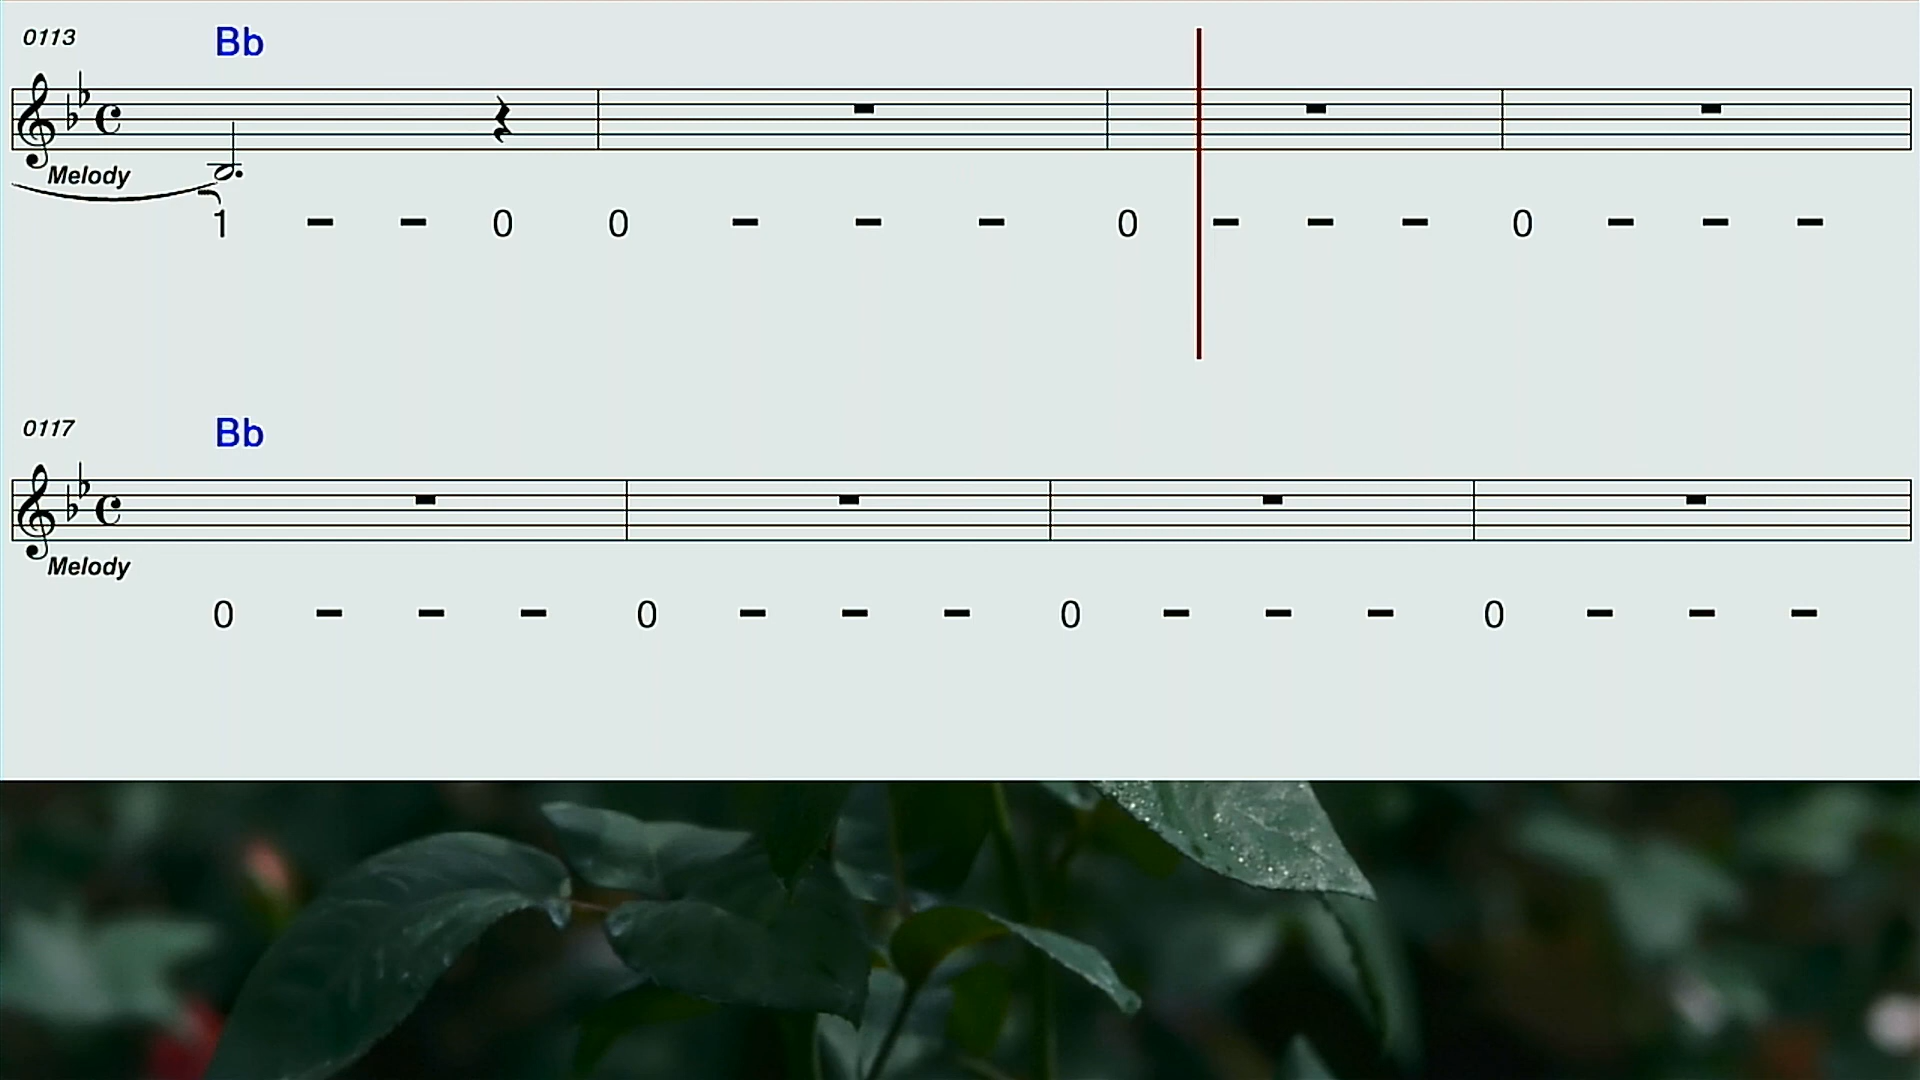 0113 Bb
Melody
1 - - 0 0 - - - 0 - - - 0 - - -
0117 Bb
Melody
0 - - - 0 - - - 0 - - - 0 - - -